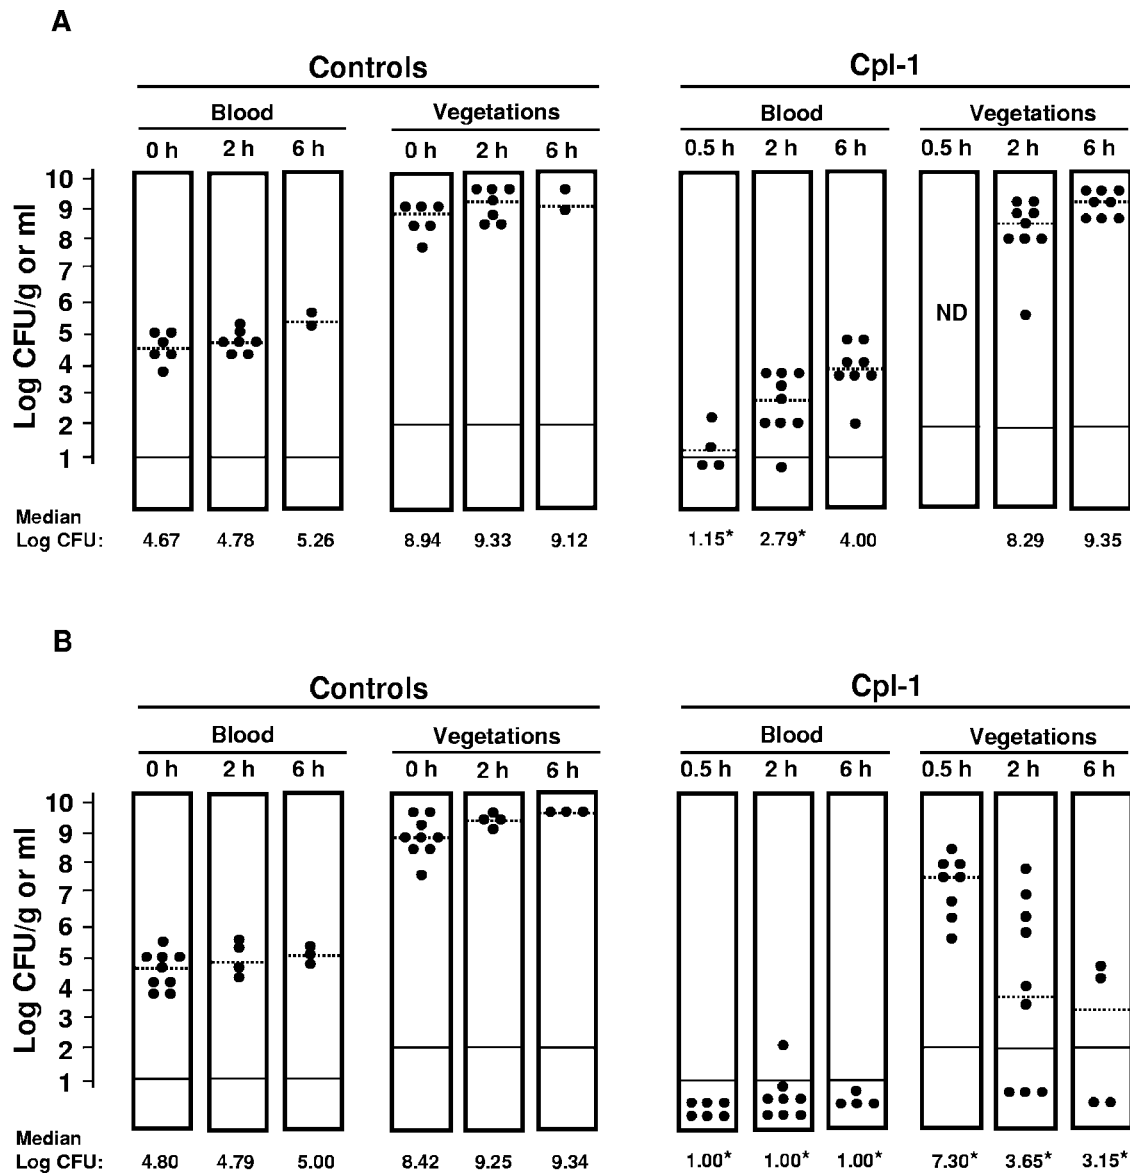 A
Controls Cpl-1
Blood Vegetations Blood Vegetations
0 h 2 h 6 h 0 h 2 h 6 h 0.5 h 2 h 6 h 0.5 h 2 h 6 h
Log CFU/g or ml
10
9
8
7
6
5
4
3
2
1
ND
Median
Log CFU: 4.67 4.78 5.26 8.94 9.33 9.12 1.15* 2.79* 4.00 8.29 9.35
B
Controls Cpl-1
Blood Vegetations Blood Vegetations
0 h 2 h 6 h 0 h 2 h 6 h 0.5 h 2 h 6 h 0.5 h 2 h 6 h
Log CFU/g or ml
10
9
8
7
6
5
4
3
2
1
Median
Log CFU: 4.80 4.79 5.00 8.42 9.25 9.34 1.00* 1.00* 1.00* 7.30* 3.65* 3.15*